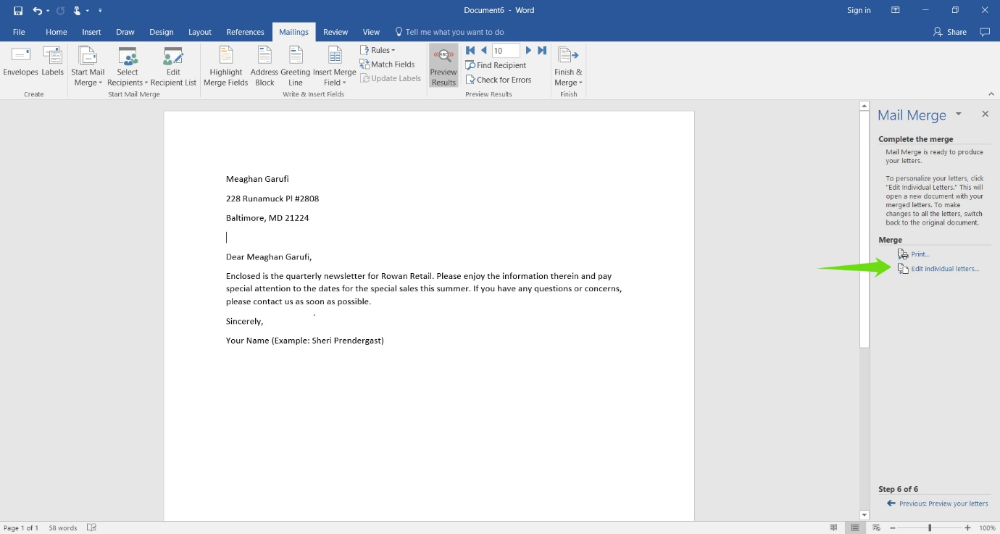 Document6 - Word
Sign in
File Home Insert Draw Design Layout References Mailings Review View Tell me what you want to do
Share
Envelopes Labels
Create
Start Mail Merge
Select Recipients
Edit Recipient List
Start Mail Merge
Highlight Merge Fields
Address Block
Greeting Line
Insert Merge Field
Rules
Match Fields
Update Labels
Write & Insert Fields
ABC
Preview Results
10
Find Recipient
Check for Errors
Preview Results
Finish & Merge
Finish
Meaghan Garufi
228 Runamuck Pl #2808
Baltimore, MD 21224
Dear Meaghan Garufi,
Enclosed is the quarterly newsletter for Rowan Retail. Please enjoy the information therein and pay
special attention to the dates for the special sales this summer. If you have any questions or concerns,
please contact us as soon as possible.
Sincerely,
Your Name (Example: Sheri Prendergast)
Mail Merge
Complete the merge
Mail Merge is ready to produce
your letters.
To personalize your letters, click
"Edit Individual Letters." This will
open a new document with your
merged letters. To make
changes to all the letters, switch
back to the original document.
Merge
Print...
Edit individual letters...
Step 6 of 6
Previous: Preview your letters
Page 1 of 1 58 words
100%